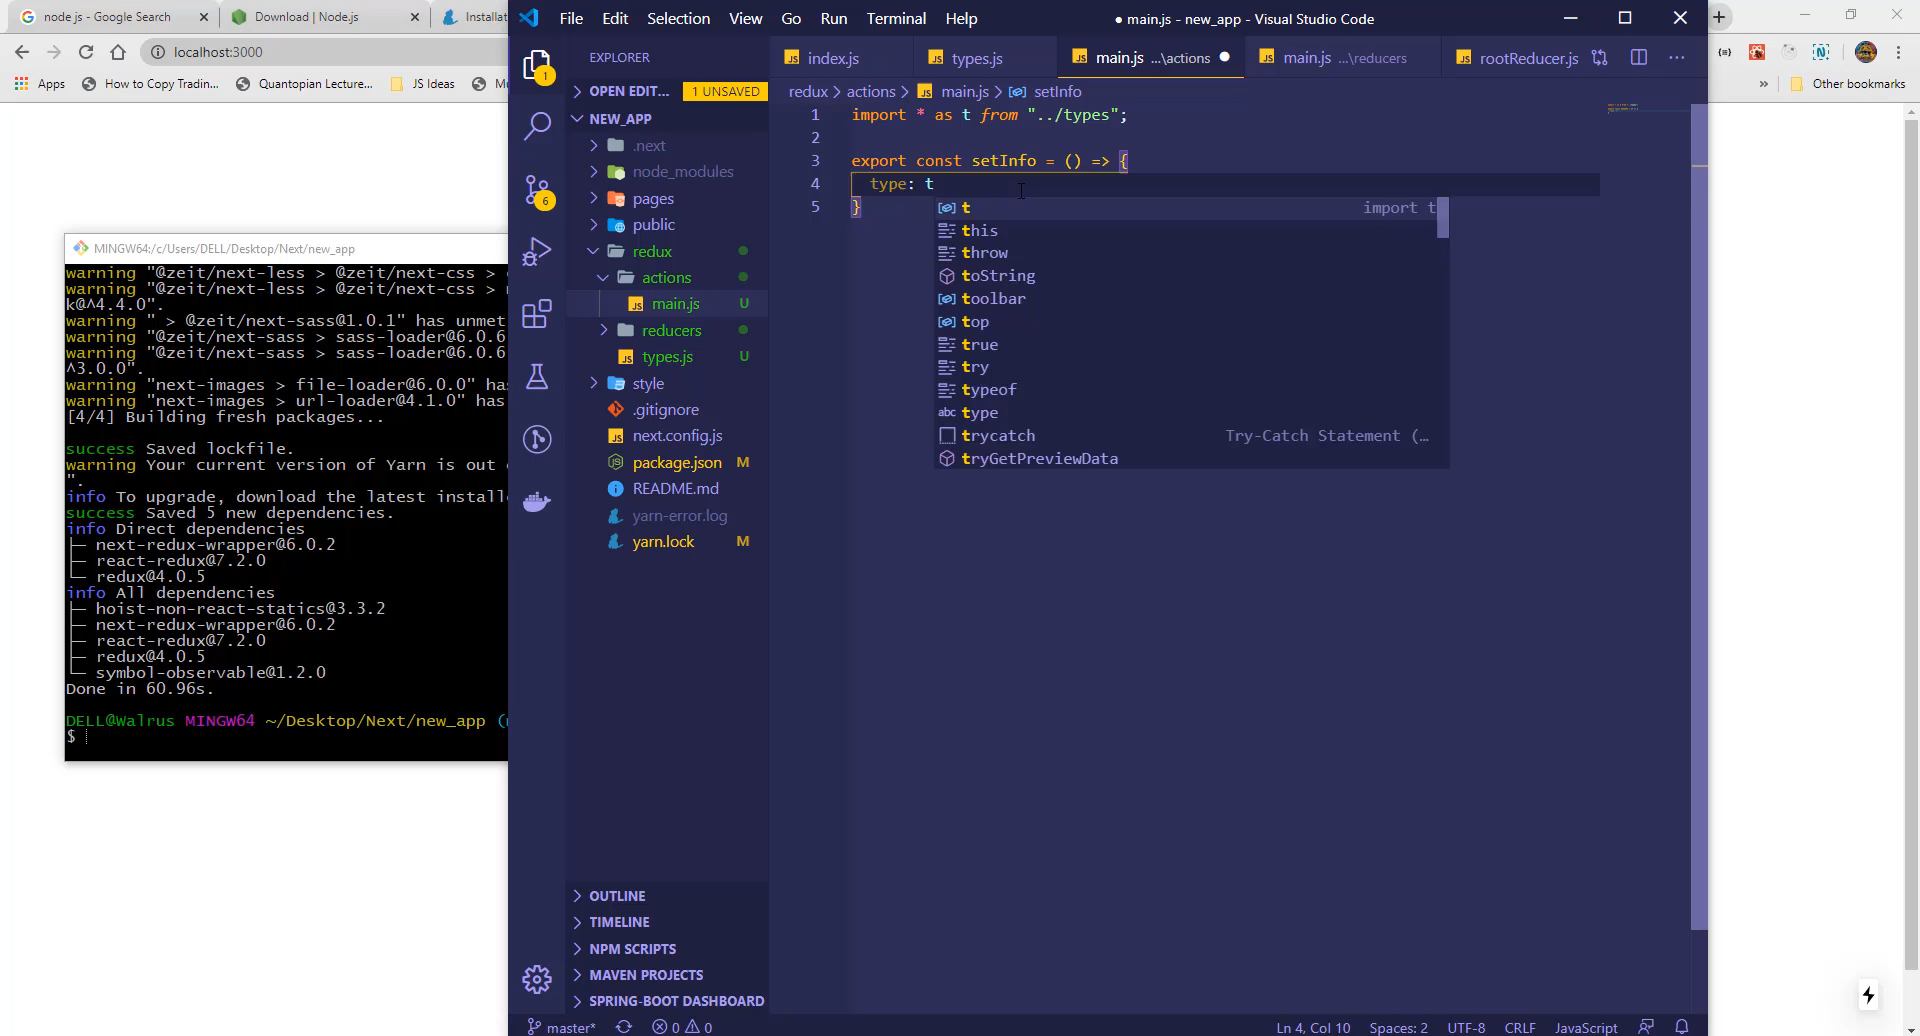 node js - Google Search
Download | Node.js
Installat
localhost:3000
Apps
How to Copy Trading...
Quantopian Lecture...
JS Ideas
Mu
Other bookmarks
File Edit Selection View Go Run Terminal Help
● main.js - new_app - Visual Studio Code
EXPLORER
OPEN EDIT...
1 UNSAVED
NEW_APP
.next
node_modules
pages
public
redux
actions
main.js U
reducers
types.js U
style
.gitignore
next.config.js
package.json M
README.md
yarn-error.log
yarn.lock M
OUTLINE
TIMELINE
NPM SCRIPTS
MAVEN PROJECTS
SPRING-BOOT DASHBOARD
1
6
index.js
types.js
main.js ...\actions
main.js ...\reducers
rootReducer.js
redux > actions > main.js > setInfo
1 import * as t from "../types";
2
3 export const setInfo = () => {
4 type: t
5 }
t import t
this
throw
toString
toolbar
top
true
try
typeof
type
trycatch Try-Catch Statement (…
tryGetPreviewData
MINGW64:/c/Users/DELL/Desktop/Next/new_app
warning "@zeit/next-less > @zeit/next-css >
warning "@zeit/next-less > @zeit/next-css >
k@^4.4.0".
warning " > @zeit/next-sass@1.0.1" has unmet
warning "@zeit/next-sass > sass-loader@6.0.6
warning "@zeit/next-sass > sass-loader@6.0.6
^3.0.0".
warning "next-images > file-loader@6.0.0" has
warning "next-images > url-loader@4.1.0" has
[4/4] Building fresh packages...
success Saved lockfile.
warning Your current version of Yarn is out
".
info To upgrade, download the latest installe
success Saved 5 new dependencies.
info Direct dependencies
├─ next-redux-wrapper@6.0.2
├─ react-redux@7.2.0
└─ redux@4.0.5
info All dependencies
├─ hoist-non-react-statics@3.3.2
├─ next-redux-wrapper@6.0.2
├─ react-redux@7.2.0
├─ redux@4.0.5
└─ symbol-observable@1.2.0
Done in 60.96s.
DELL@Walrus MINGW64 ~/Desktop/Next/new_app (
$
master*
0
0
Ln 4, Col 10
Spaces: 2
UTF-8
CRLF
JavaScript